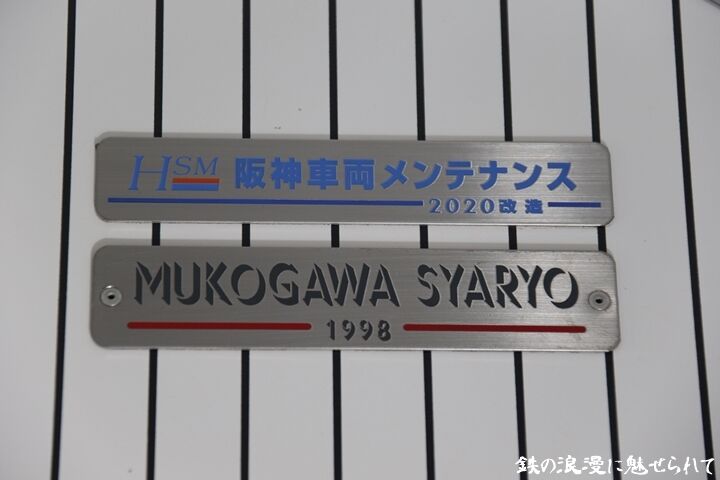 HSM 阪神車両メンテナンス
2020改造
MUKOGAWA SYARYO
1998
鉄の浪漫に魅せられて